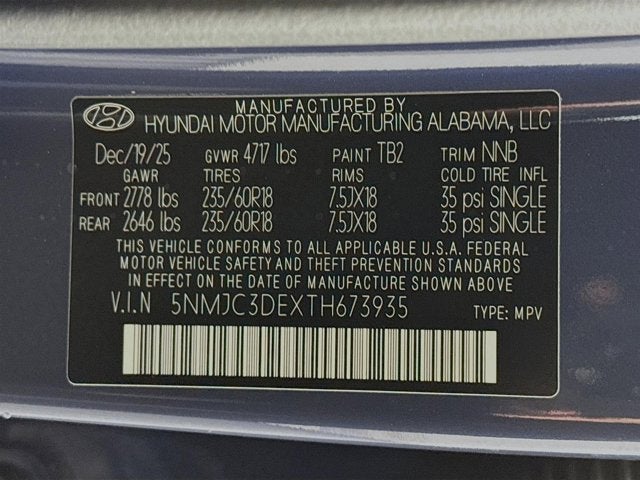 MANUFACTURED BY
HYUNDAI MOTOR MANUFACTURING ALABAMA, LLC
Dec/19/25 GVWR 4717 lbs PAINT TB2 TRIM NNB
GAWR TIRES RIMS COLD TIRE INFL
FRONT 2778 lbs 235/60R18 7.5JX18 35 psi SINGLE
REAR 2646 lbs 235/60R18 7.5JX18 35 psi SINGLE
THIS VEHICLE CONFORMS TO ALL APPLICABLE U.S.A. FEDERAL
MOTOR VEHICLE SAFETY AND THEFT PREVENTION STANDARDS
IN EFFECT ON THE DATE OF MANUFACTURE SHOWN ABOVE.
V.I.N 5NMJC3DEXTH673935 TYPE: MPV